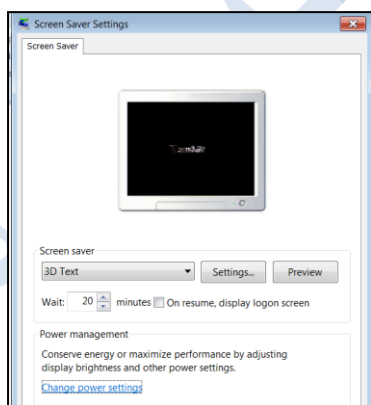 Screen Saver Settings
Screen Saver
Screen saver
3D Text
Settings...
Preview
Wait: 20 minutes On resume, display logon screen
Power management
Conserve energy or maximize performance by adjusting
display brightness and other power settings.
Change power settings